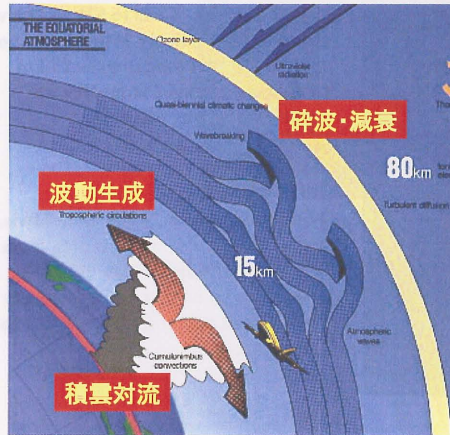 THE EQUATORIAL
ATMOSPHERE
Ozone layer
Ultraviolet
radiation
Quasi-biennial climatic changes
砕波・減衰
Wavebreaking
80km
波動生成
Tropospheric circulations
Turbulent diffusion
15km
Atmospheric
waves
Cumulonimbus
convections
積雲対流